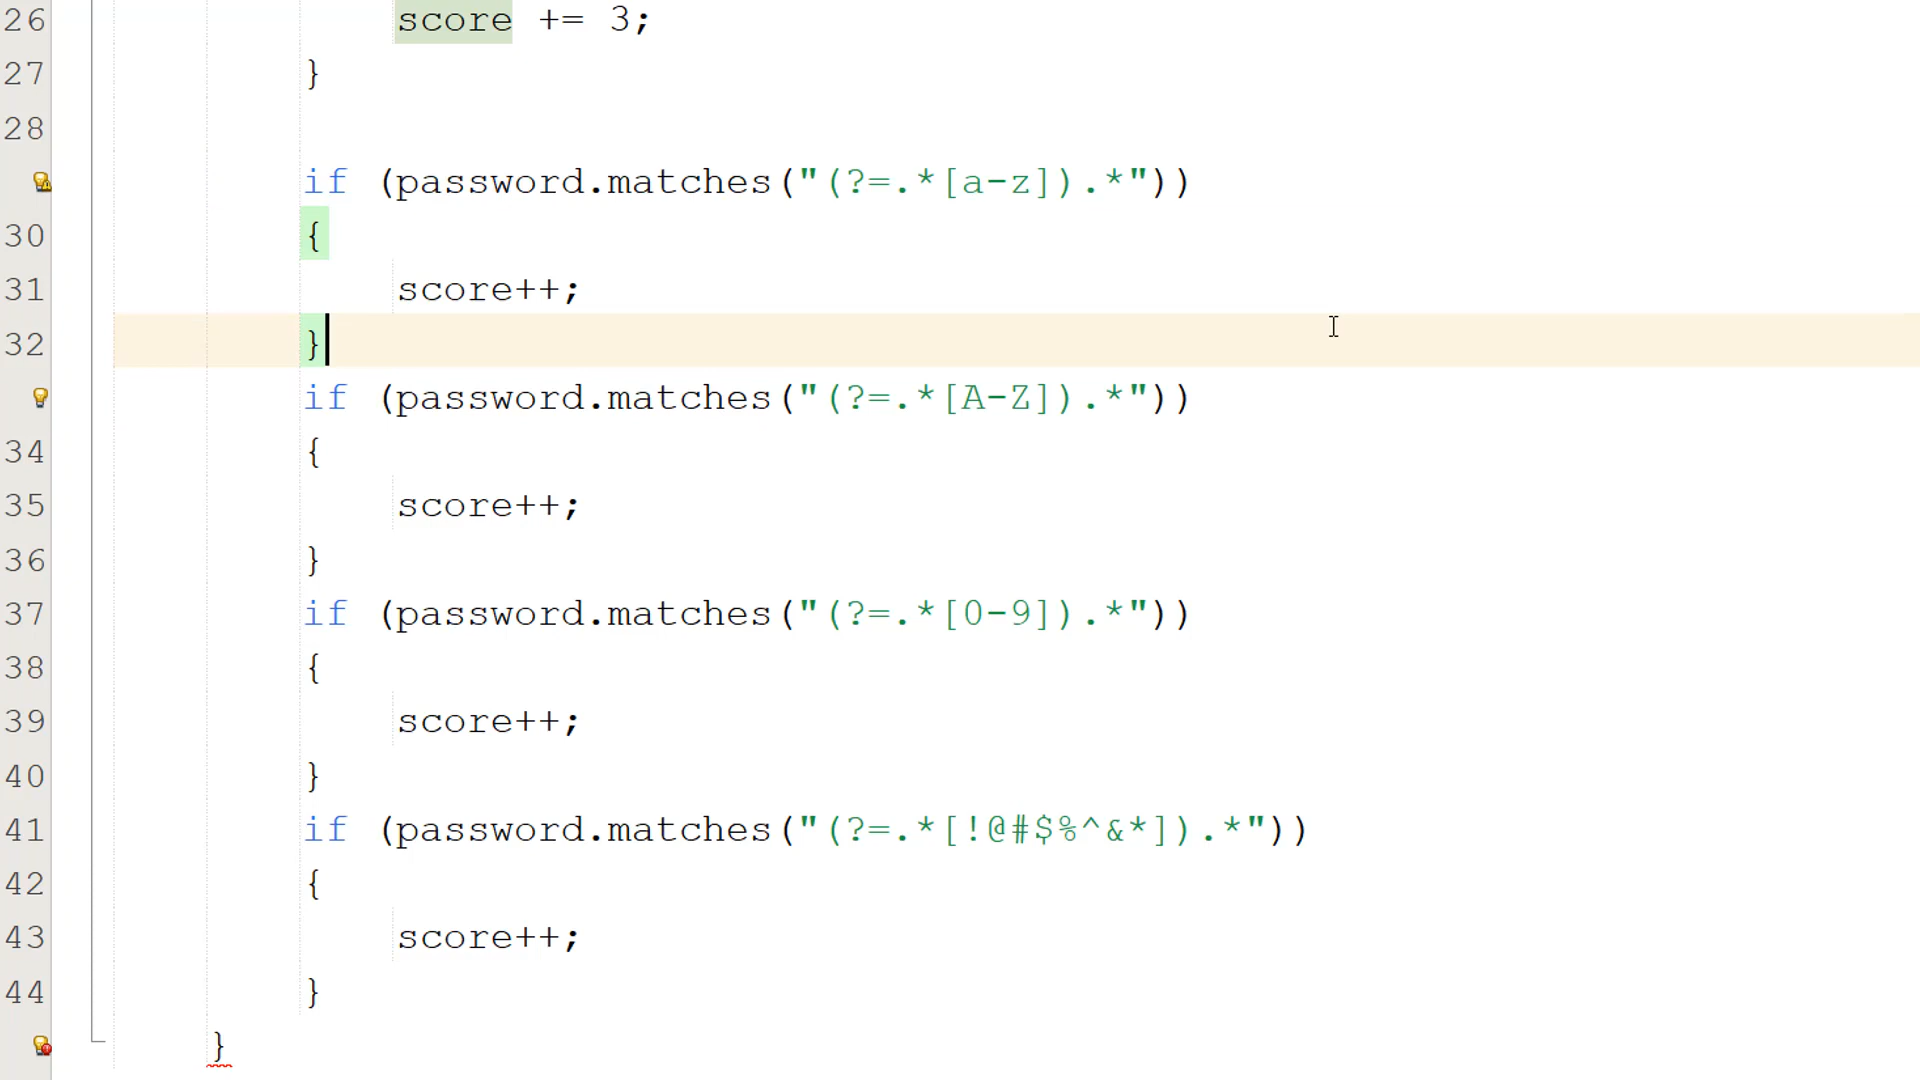 26 score += 3;
27 }
28
if (password.matches("(?=.*[a-z]).*"))
30 {
31 score++;
32 }
if (password.matches("(?=.*[A-Z]).*"))
34 {
35 score++;
36 }
37 if (password.matches("(?=.*[0-9]).*"))
38 {
39 score++;
40 }
41 if (password.matches("(?=.*[!@#$%^&*]).*"))
42 {
43 score++;
44 }
}